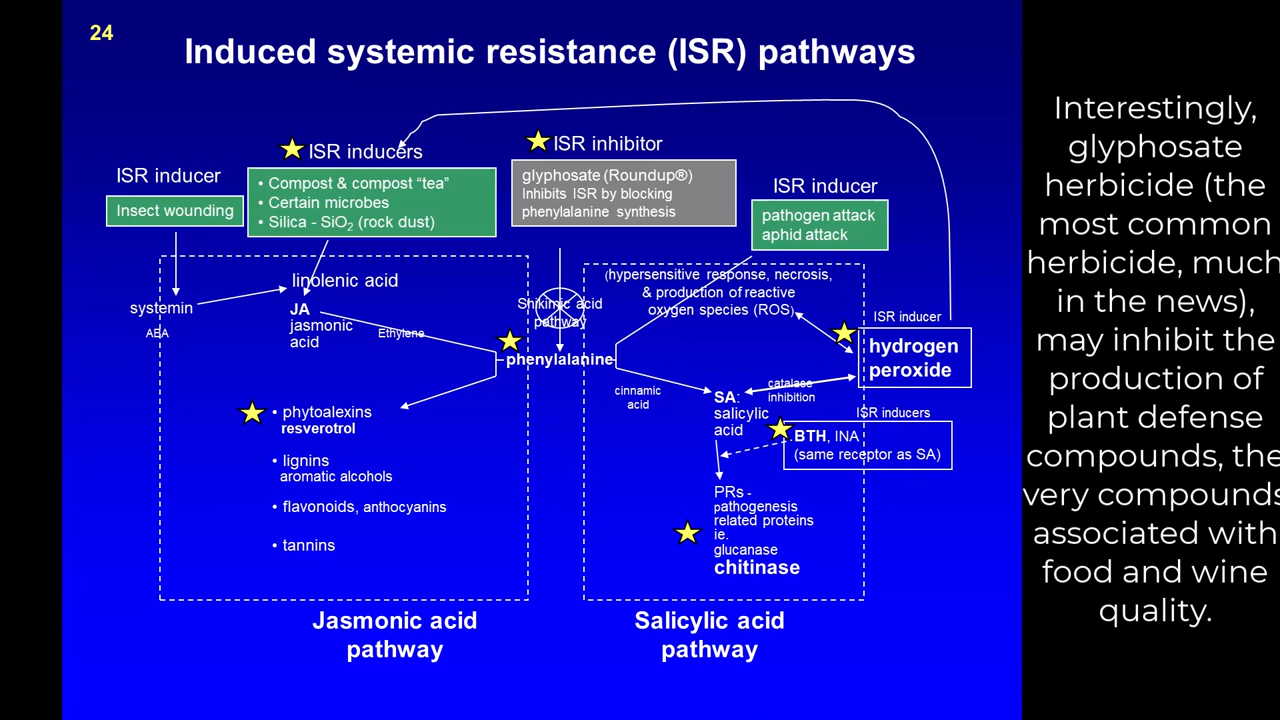 24
Induced systemic resistance (ISR) pathways
ISR inducer
Insect wounding
ISR inducers
• Compost & compost “tea”
• Certain microbes
• Silica - SiO₂ (rock dust)
ISR inhibitor
glyphosate (Roundup®)
Inhibits ISR by blocking
phenylalanine synthesis
ISR inducer
pathogen attack
aphid attack
systemin
ABA
linolenic acid
JA
jasmonic
acid
Ethylene
Shikimic acid
pathway
phenylalanine
(hypersensitive response, necrosis,
& production of reactive
oxygen species (ROS)
ISR inducer
hydrogen
peroxide
cinnamic
acid
SA:
salicylic
acid
catalase
inhibition
ISR inducers
BTH, INA
(same receptor as SA)
• phytoalexins
resverotrol
• lignins
aromatic alcohols
• flavonoids, anthocyanins
• tannins
PRs -
pathogenesis
related proteins
ie.
glucanase
chitinase
Jasmonic acid
pathway
Salicylic acid
pathway
Interestingly,
glyphosate
herbicide (the
most common
herbicide, much
in the news),
may inhibit the
production of
plant defense
compounds, the
very compounds
associated with
food and wine
quality.